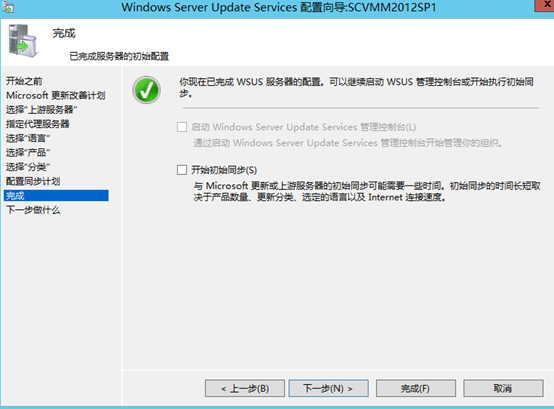 Windows Server Update Services 配置向导:SCVMM2012SP1
完成
已完成服务器的初始配置
开始之前
Microsoft 更新改善计划
选择"上游服务器"
指定代理服务器
选择"语言"
选择"产品"
选择"分类"
配置同步计划
完成
下一步做什么
你现在已完成 WSUS 服务器的配置。可以继续启动 WSUS 管理控制台或开始执行初始同
步。
启动 Windows Server Update Services 管理控制台(L)
通过启动 Windows Server Update Services 管理控制台开始管理你的组织。
开始初始同步(S)
与 Microsoft 更新或上游服务器的初始同步可能需要一些时间。初始同步的时间长短取
决于产品数量、更新分类、选定的语言以及 Internet 连接速度。
< 上一步(B)
下一步(N) >
完成(F)
取消